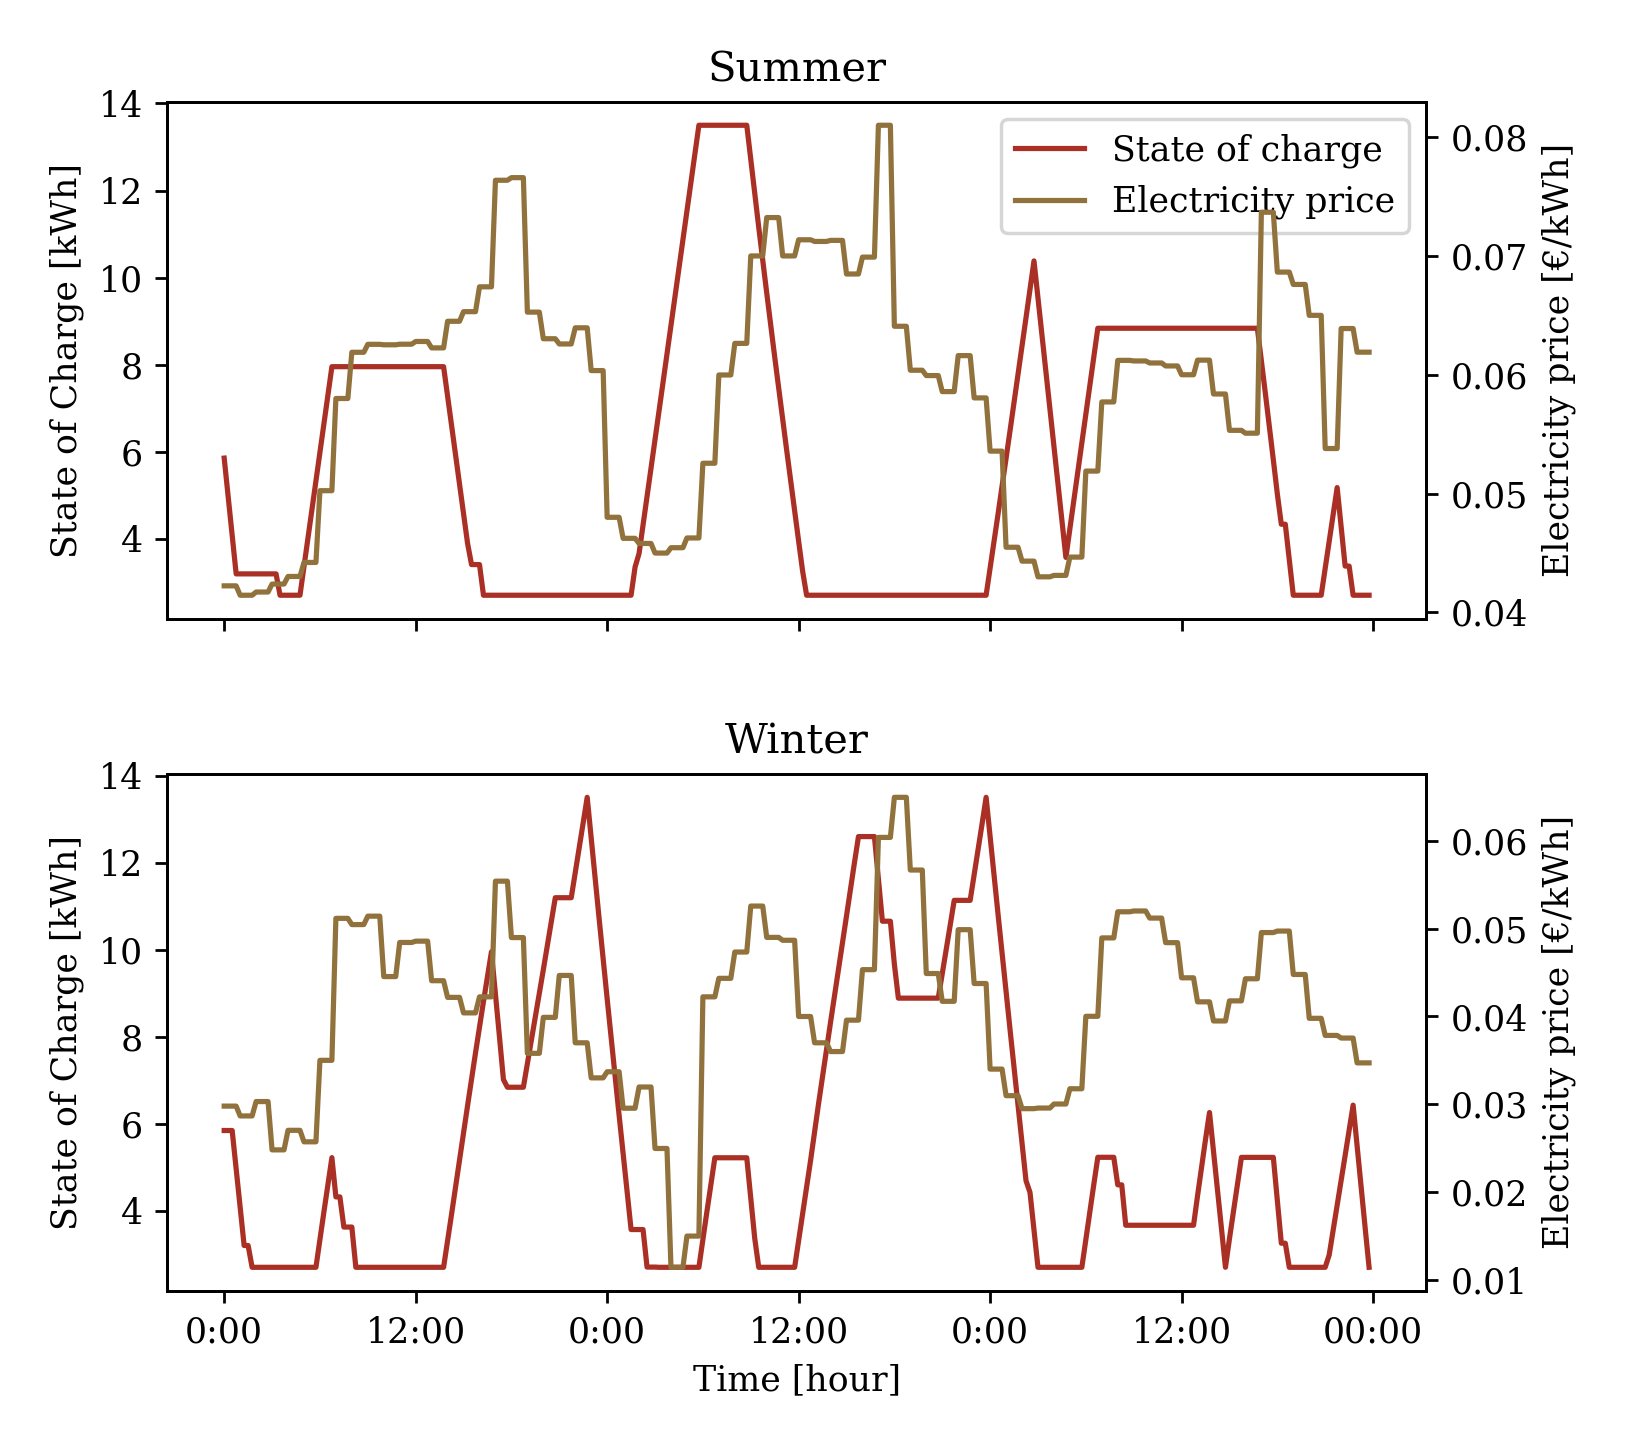 Summer
14
12
10
8
6
4
State of Charge [kWh]
State of charge
Electricity price
0.08
0.07
0.06
0.05
0.04
Electricity price [€/kWh]
Winter
14
12
10
8
6
4
State of Charge [kWh]
0.06
0.05
0.04
0.03
0.02
0.01
Electricity price [€/kWh]
0:00 12:00 0:00 12:00 0:00 12:00 00:00
Time [hour]